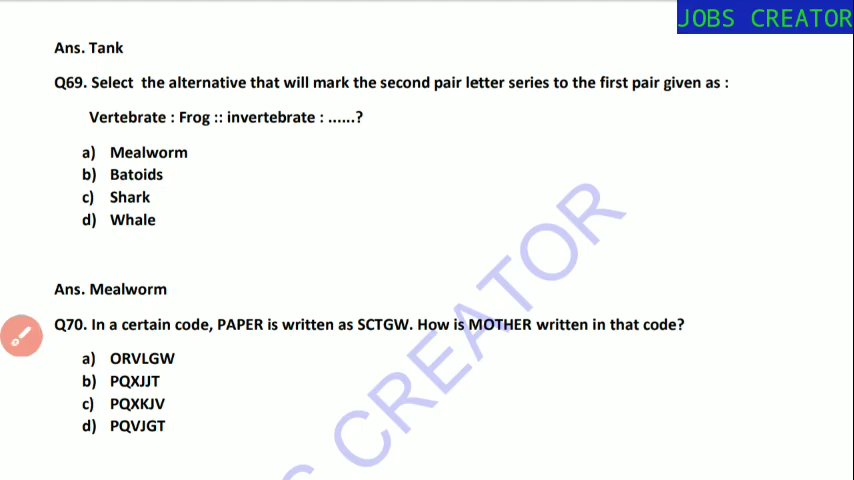 JOBS CREATOR
Ans. Tank
Q69. Select the alternative that will mark the second pair letter series to the first pair given as :
Vertebrate : Frog :: invertebrate : ......?
a) Mealworm
b) Batoids
c) Shark
d) Whale
Ans. Mealworm
Q70. In a certain code, PAPER is written as SCTGW. How is MOTHER written in that code?
a) ORVLGW
b) PQXJJT
c) PQXKJV
d) PQVJGT
S CREATOR